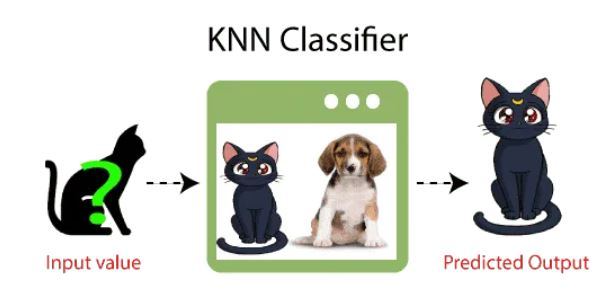 KNN Classifier
?
Input value
Predicted Output